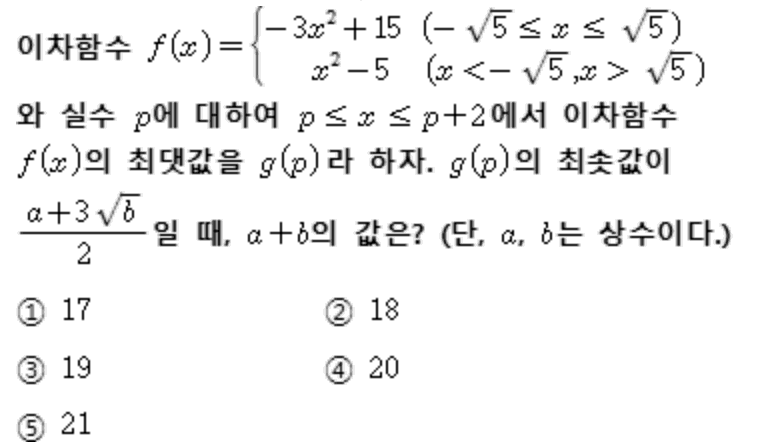 이차함수 f(x)={ -3x²+15 (-√5 ≤ x ≤ √5)
x²-5 (x<-√5, x>√5)
와 실수 p에 대하여 p ≤ x ≤ p+2에서 이차함수
f(x)의 최댓값을 g(p)라 하자. g(p)의 최솟값이
(a+3√b)/2 일 때, a+b의 값은? (단, a, b는 상수이다.)
① 17 ② 18
③ 19 ④ 20
⑤ 21